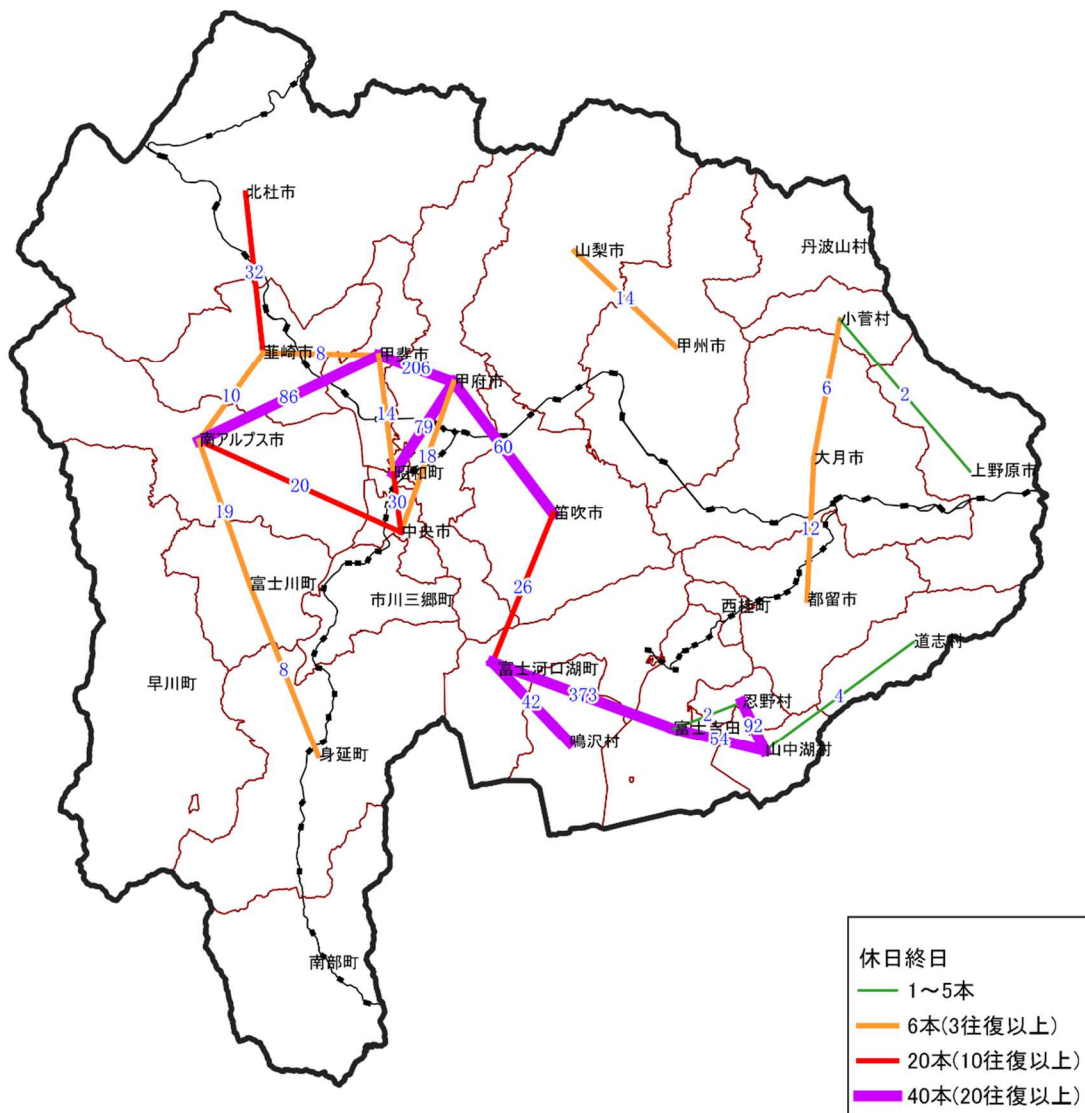 北杜市
丹波山村
山梨市
32
14
小菅村
甲州市
韮崎市
8
甲斐市
206
甲府市
6
2
10
86
14
79
18
60
南アルプス市
昭和町
大月市
上野原市
20
30
19
笛吹市
中央市
12
富士川町
市川三郷町
26
西桂町
都留市
道志村
早川町
8
富士河口湖町
373
42
4
忍野村
2
92
富士吉田
54
鳴沢村
山中湖村
身延町
南部町
休日終日
1～5本
6本(3往復以上)
20本(10往復以上)
40本(20往復以上)